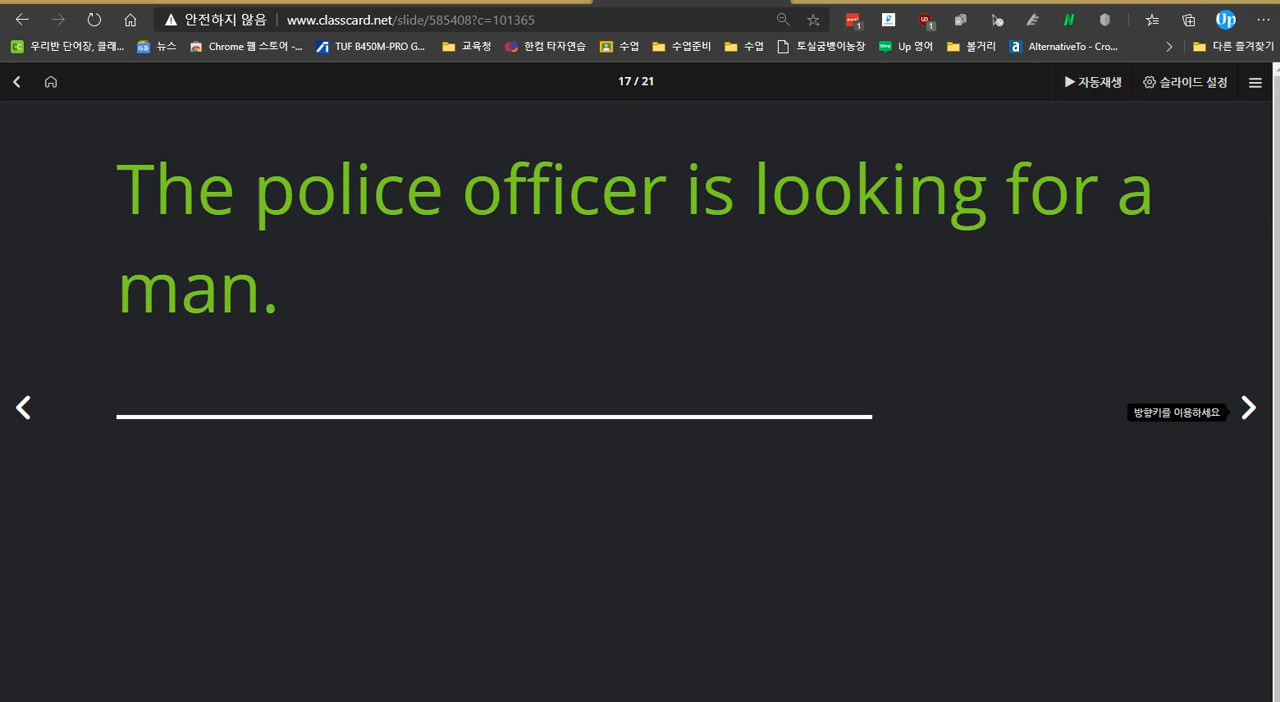 안전하지 않음 | www.classcard.net/slide/585408?c=101365
우리반 단어장, 클래... 뉴스 Chrome 웹 스토어 -... TUF B450M-PRO G... 교육청 한컴 타자연습 수업 수업준비 수업 토실굼벵이농장 Up 영어 볼거리 AlternativeTo - Cro... 다른 즐겨찾기
17 / 21 자동재생 슬라이드 설정
The police officer is looking for a
man.
방향키를 이용하세요